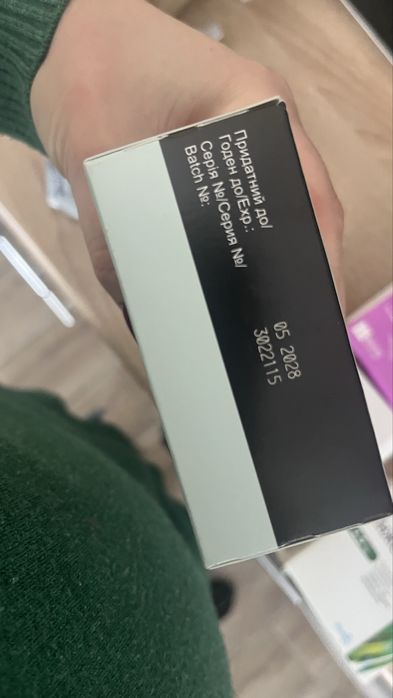 Придатний до/
Годен до/Exp.:
Серія №/Серия №/
Batch №:
05 2028
3022115